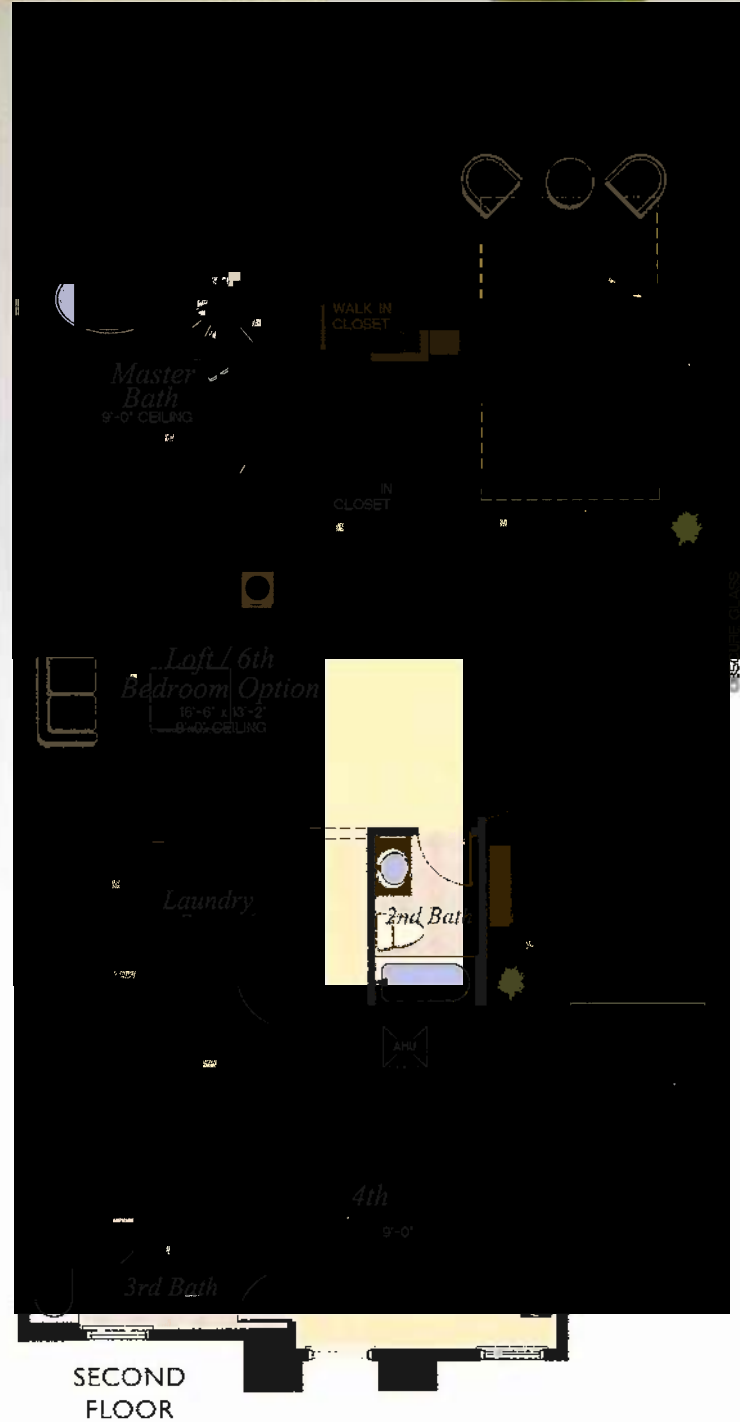 WALK IN
CLOSET
Master
Bath
9'-0" CEILING
IN
CLOSET
Loft / 6th
Bedroom Option
16'-6" x 13'-2"
9'-0" CEILING
Laundry
2nd Bath
AHU
4th
9'-0"
3rd Bath
SECOND
FLOOR